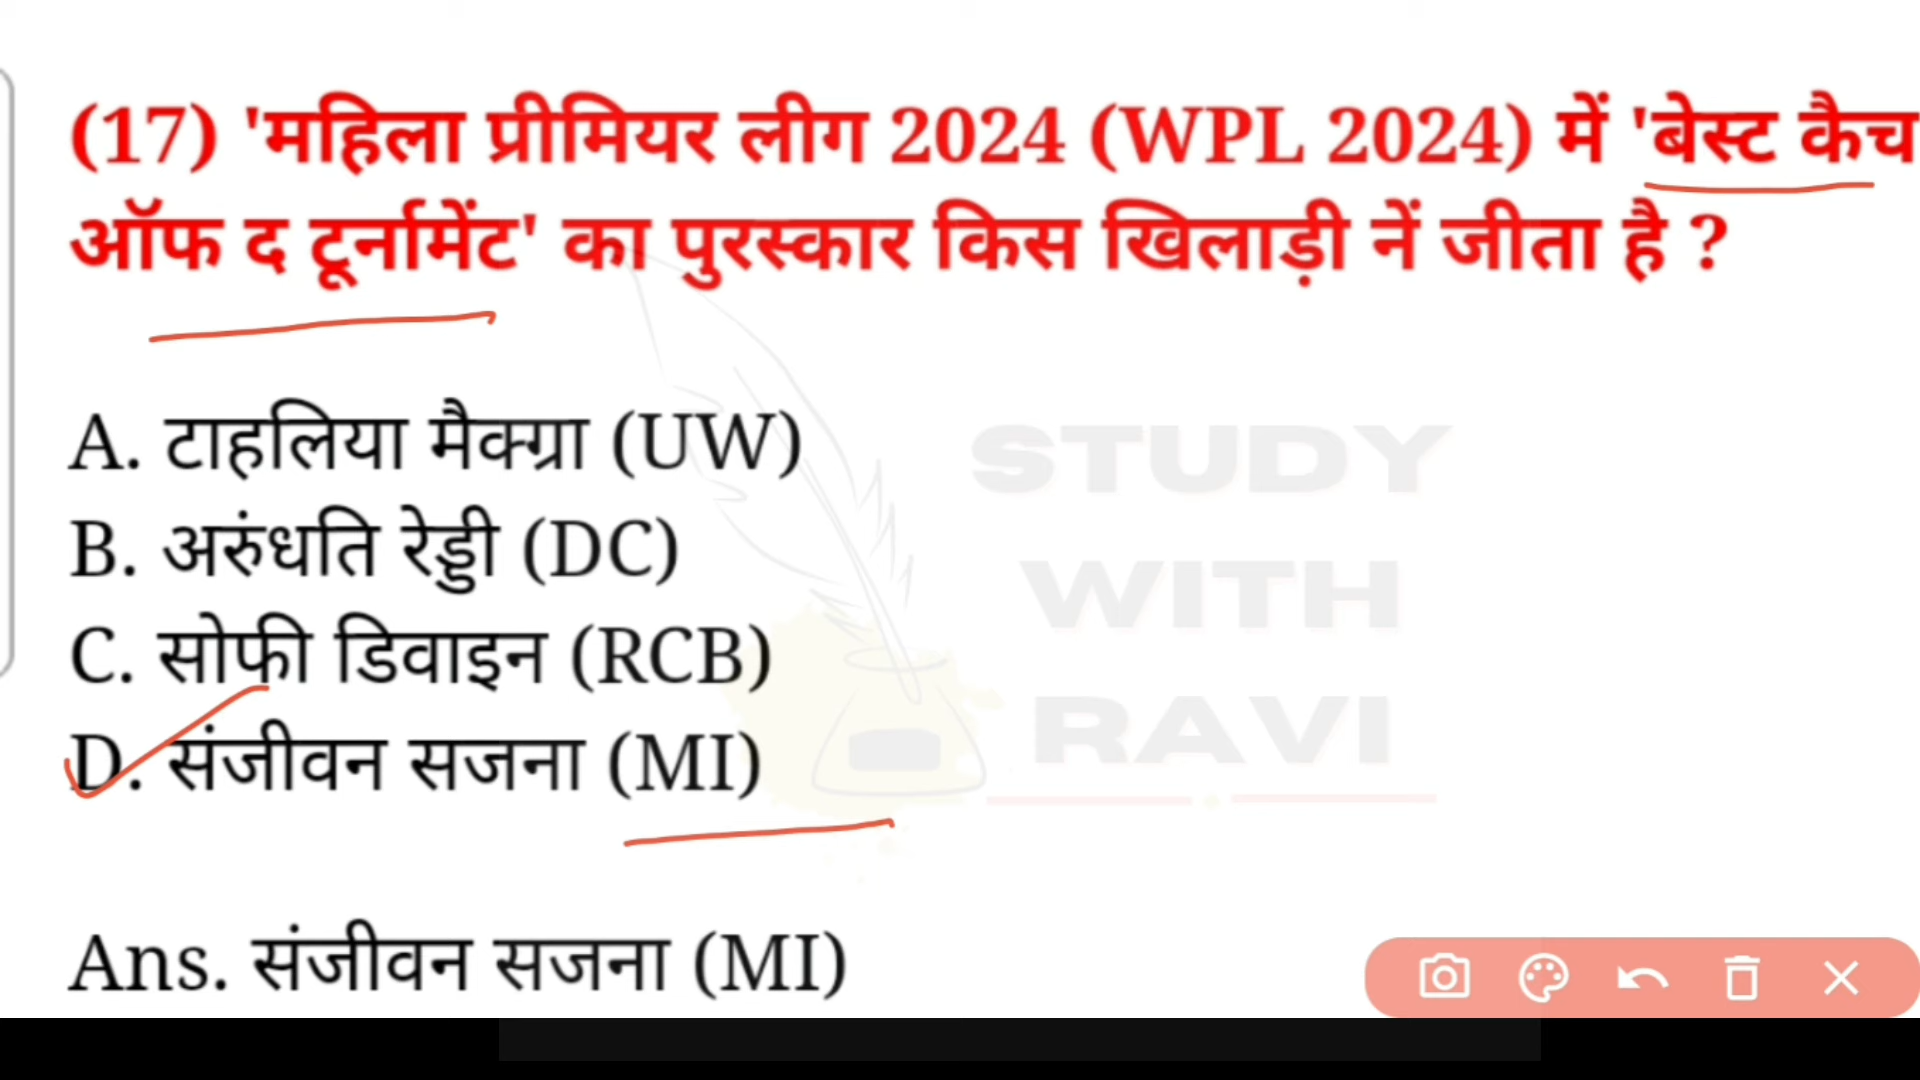 (17) 'महिला प्रीमियर लीग 2024 (WPL 2024) में 'बेस्ट कैच
ऑफ द टूर्नामेंट' का पुरस्कार किस खिलाड़ी नें जीता है ?
A. टाहलिया मैक्ग्रा (UW)
B. अरुंधति रेड्डी (DC)
C. सोफी डिवाइन (RCB)
D. संजीवन सजना (MI)
Ans. संजीवन सजना (MI)
STUDY
WITH
RAVI